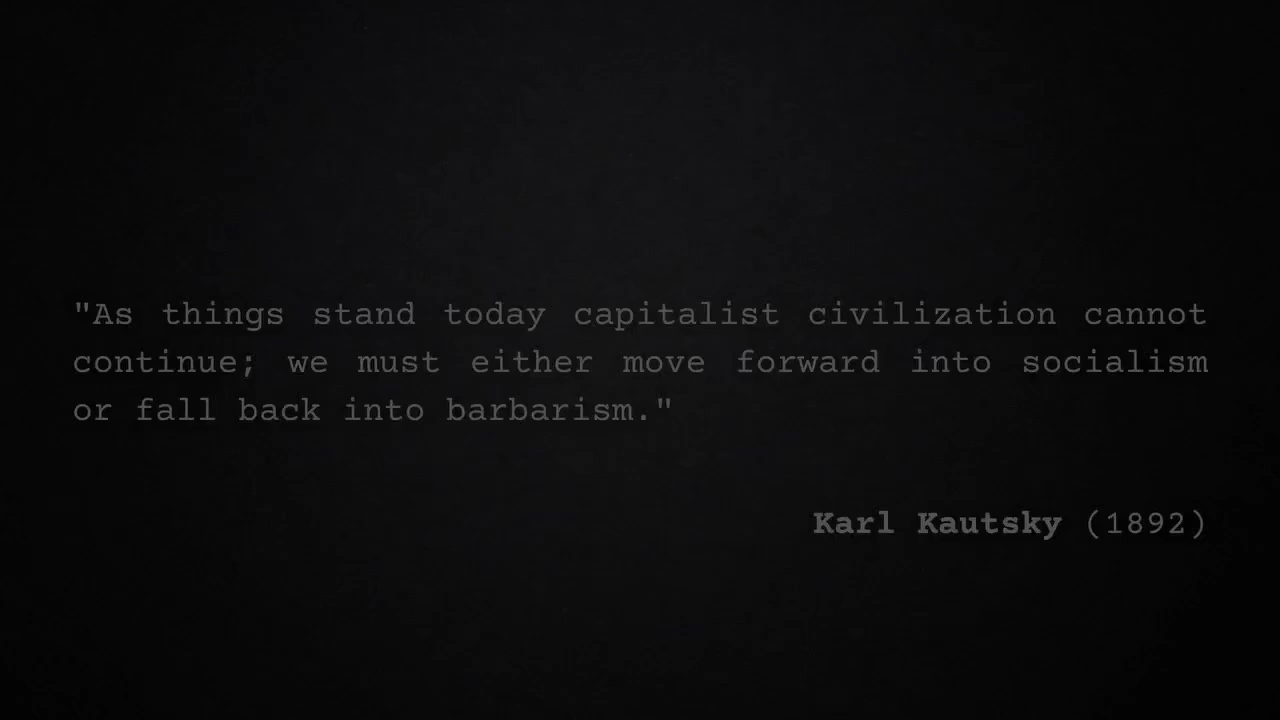 "As things stand today capitalist civilization cannot
continue; we must either move forward into socialism
or fall back into barbarism."
Karl Kautsky (1892)